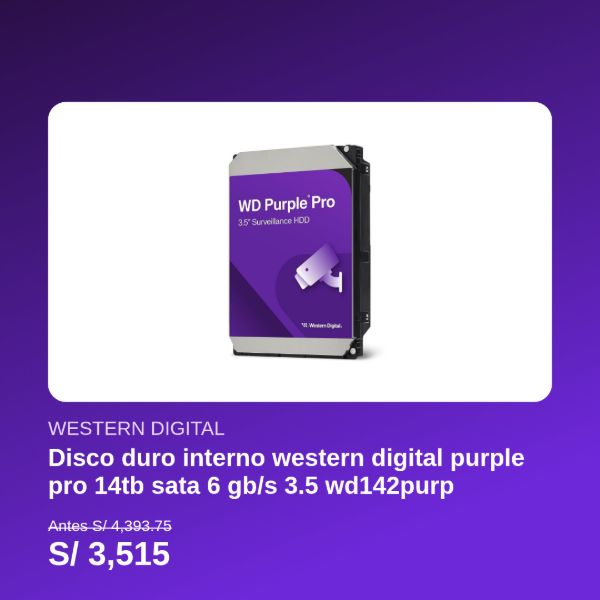 WD Purple® Pro
3.5" Surveillance HDD
Western Digital.
WESTERN DIGITAL
Disco duro interno western digital purple
pro 14tb sata 6 gb/s 3.5 wd142purp
Antes S/ 4,393.75
S/ 3,515